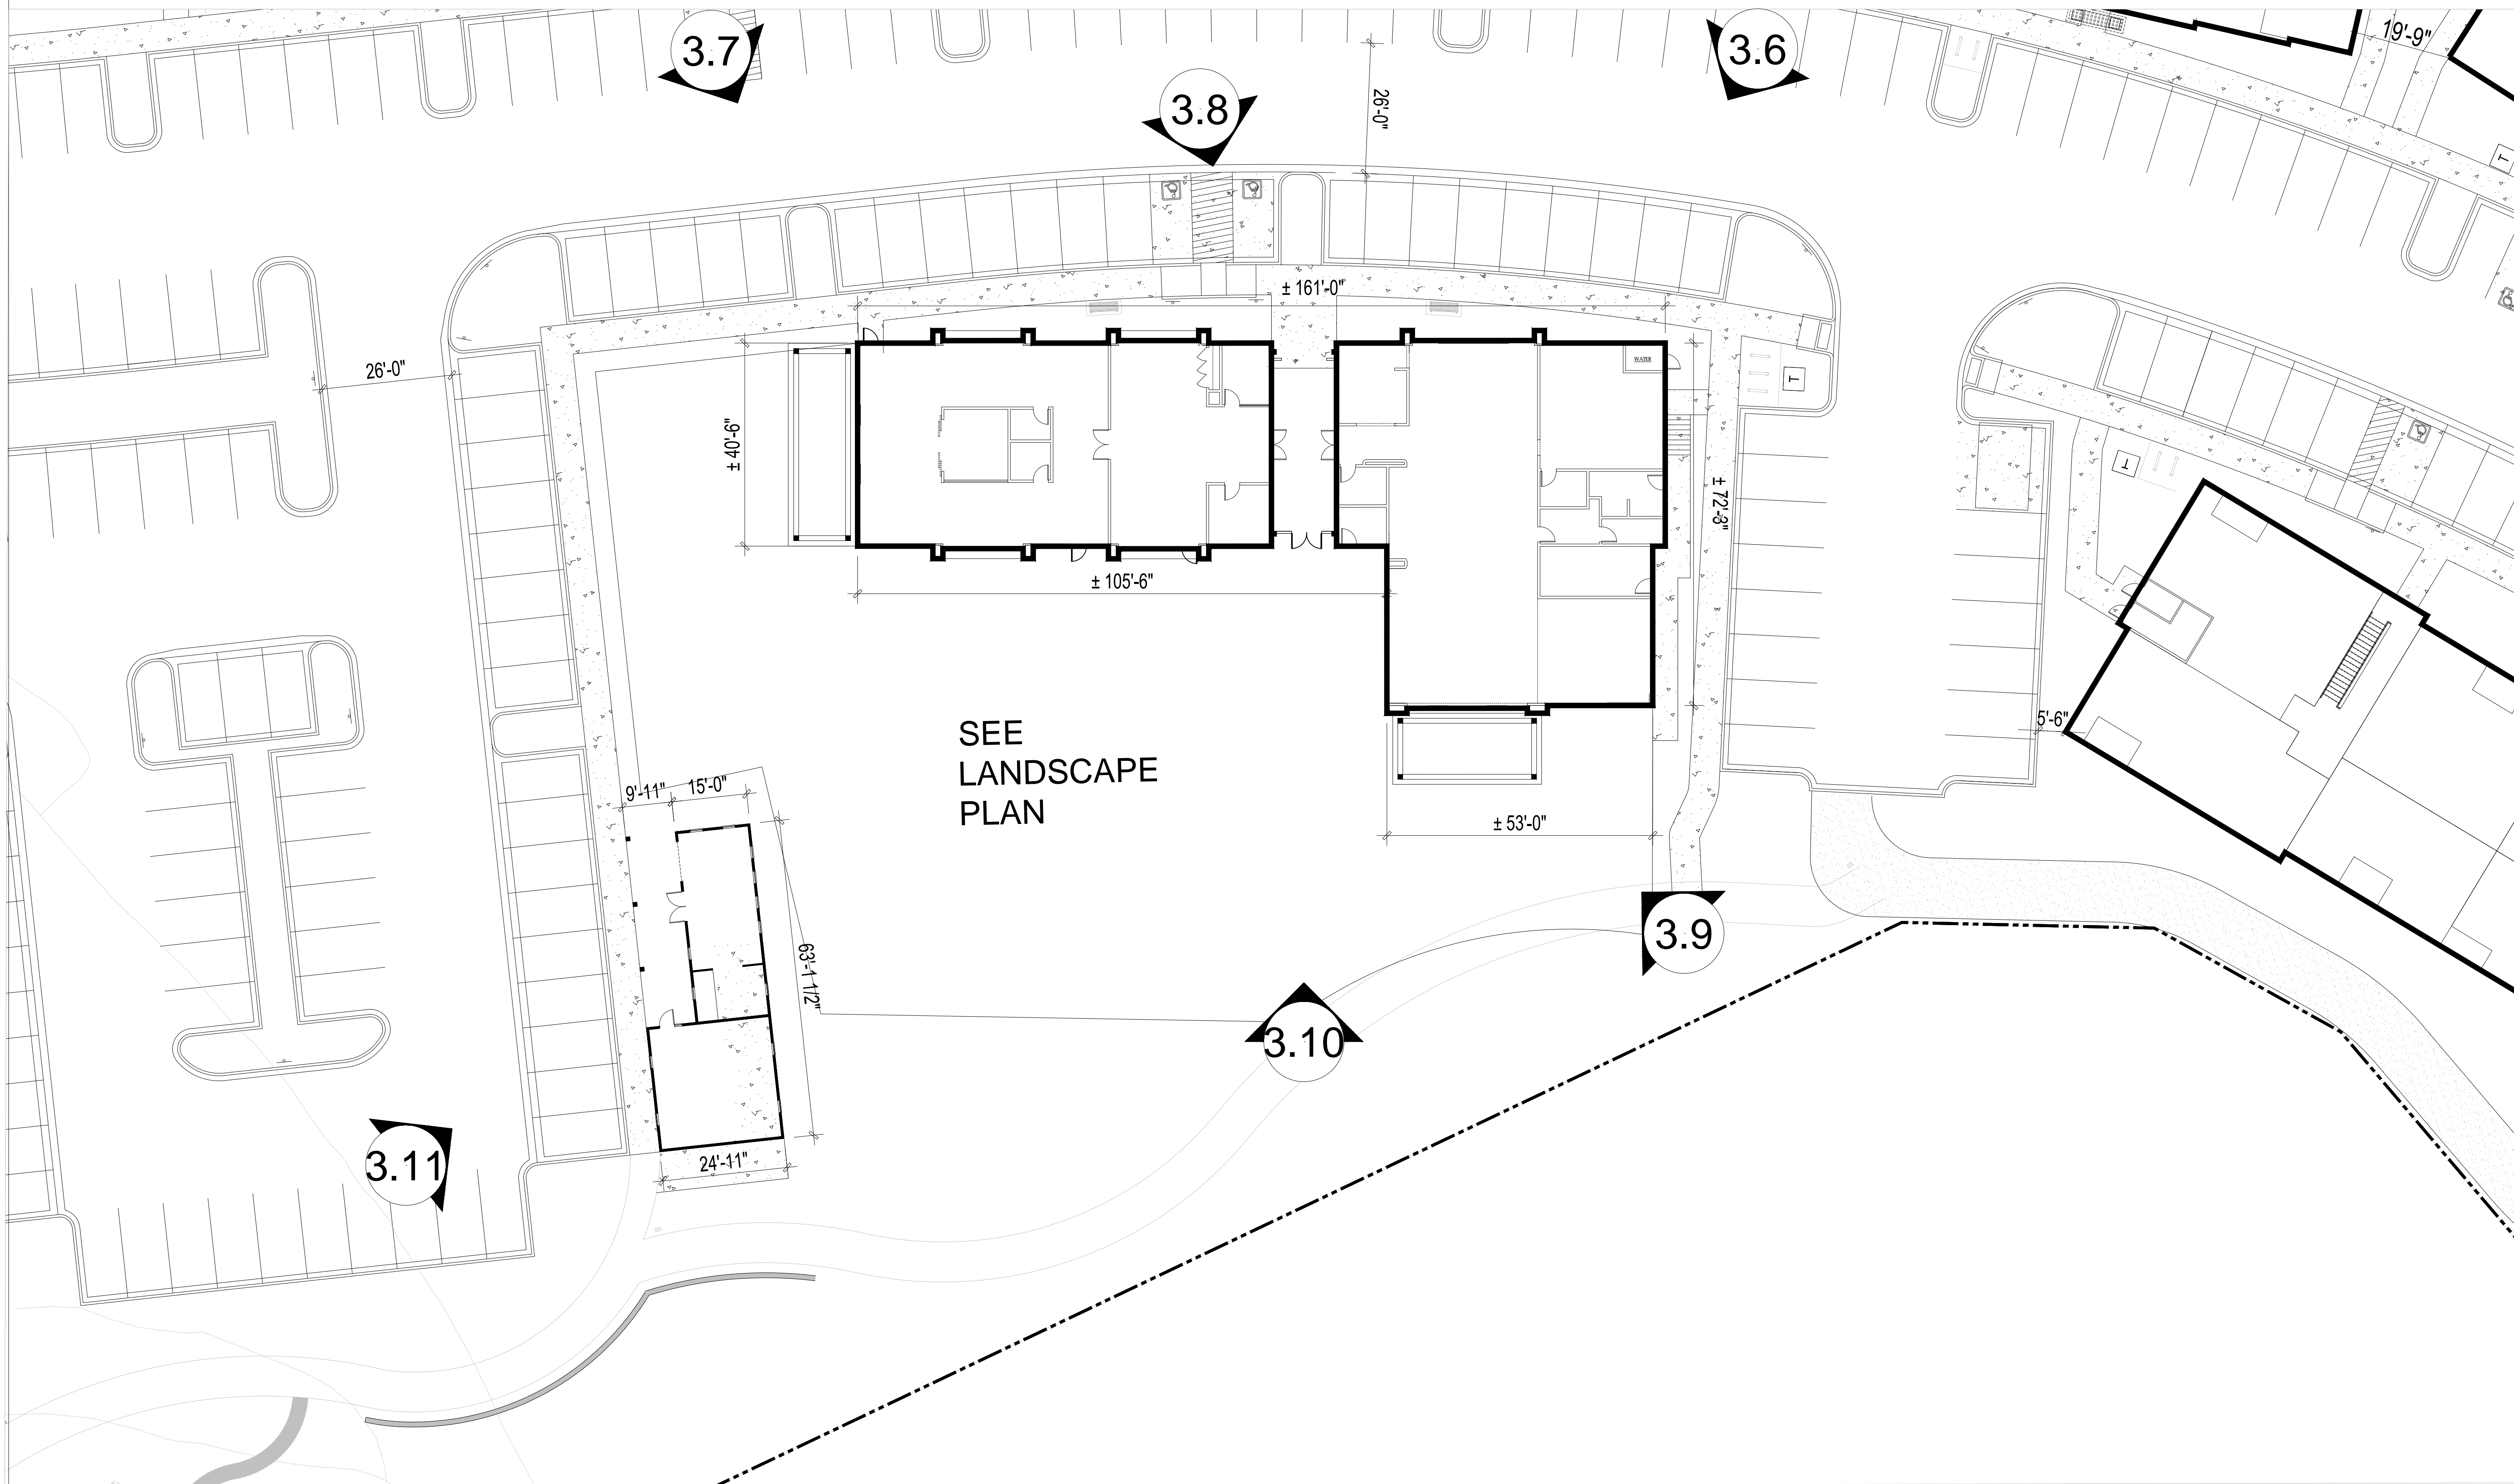 3.7
3.8
3.6
19'-9"
26'-0"
T
± 161'-0"
26'-0"
WATER
T
± 40'-6"
T
± 72'-8"
± 105'-6"
SEE
LANDSCAPE
PLAN
5'-6"
9'-11"
15'-0"
± 53'-0"
3.9
63'-1 1/2"
3.10
3.11
24'-11"